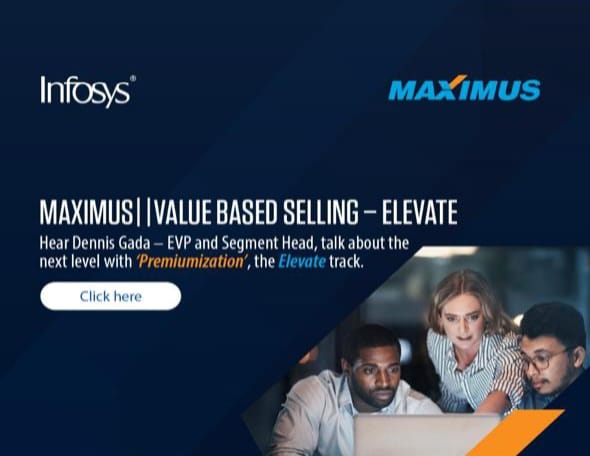 Infosys®
MAXIMUS
MAXIMUS||VALUE BASED SELLING – ELEVATE
Hear Dennis Gada – EVP and Segment Head, talk about the
next level with ‘Premiumization’, the Elevate track.
Click here